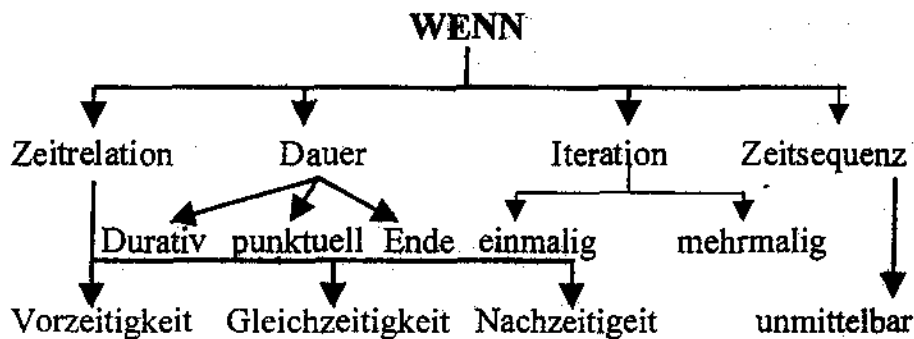 WENN
Zeitrelation Dauer Iteration Zeitsequenz
Durativ punktuell Ende einmalig mehrmalig
Vorzeitigkeit Gleichzeitigkeit Nachzeitigeit unmittelbar